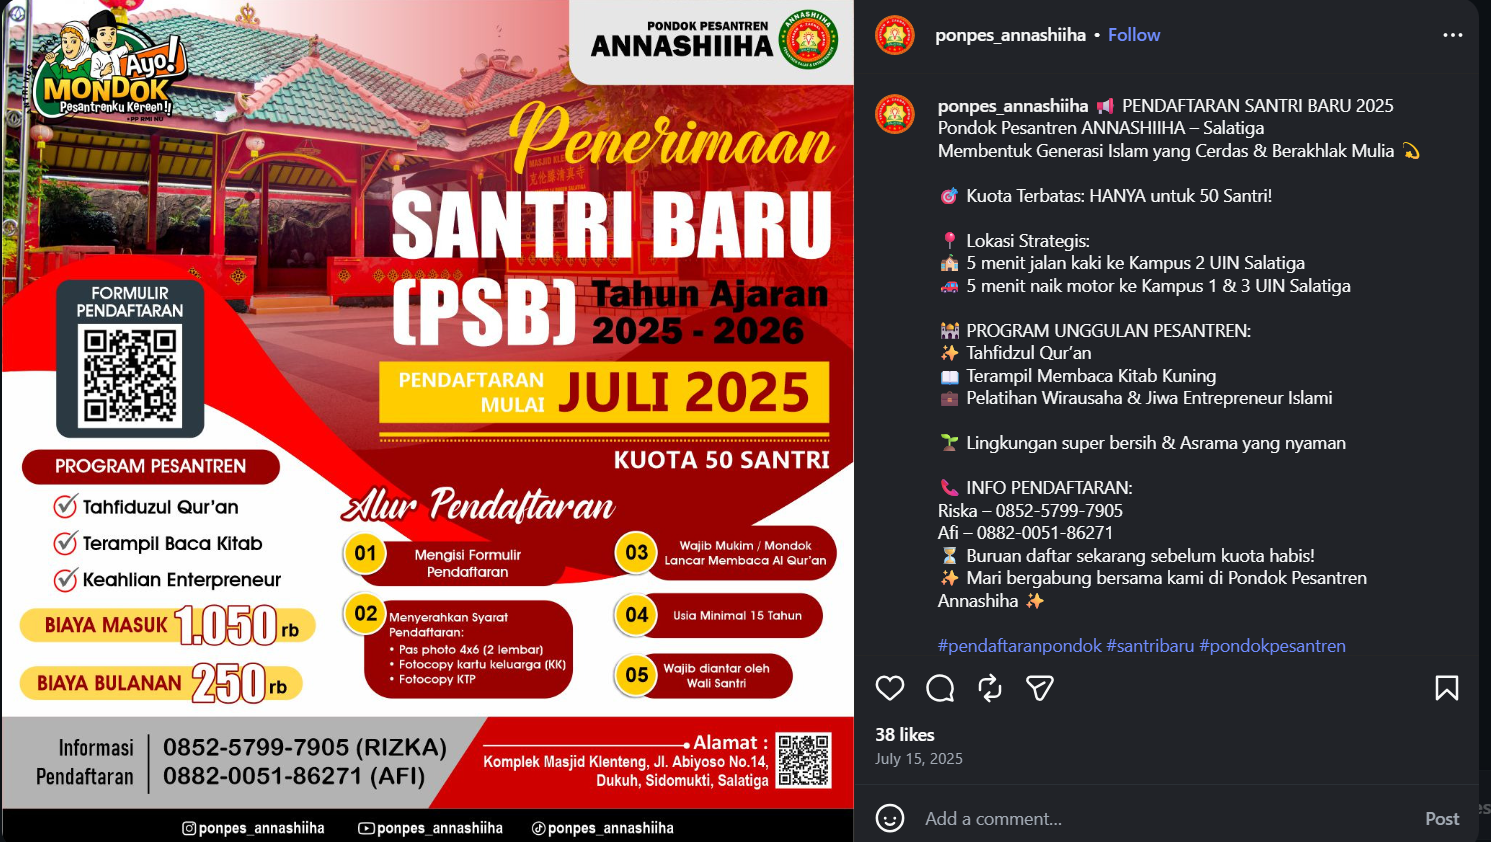 Ayo!
MONDOK
Pesantrenku Kereen!!
PP RMI NU
PONDOK PESANTREN
ANNASHIIHA
Penerimaan
SANTRI BARU
(PSB) Tahun Ajaran
2025 - 2026
PENDAFTARAN
MULAI
JULI 2025
KUOTA 50 SANTRI
FORMULIR
PENDAFTARAN
PROGRAM PESANTREN
Tahfiduzul Qur'an
Terampil Baca Kitab
Keahlian Enterpreneur
BIAYA MASUK 1.050 rb
BIAYA BULANAN 250 rb
Alur Pendaftaran
01
Mengisi Formulir
Pendaftaran
02
Menyerahkan Syarat
Pendaftaran:
• Pas photo 4x6 (2 lembar)
• Fotocopy kartu keluarga (KK)
• Fotocopy KTP
03
Wajib Mukim / Mondok
Lancar Membaca Al Qur'an
04
Usia Minimal 15 Tahun
05
Wajib diantar oleh
Wali Santri
Informasi
Pendaftaran
0852-5799-7905 (RIZKA)
0882-0051-86271 (AFI)
Alamat :
Komplek Masjid Klenteng, Jl. Abiyoso No.14,
Dukuh, Sidomukti, Salatiga
ponpes_annashiiha
ponpes_annashiiha
ponpes_annashiiha
ponpes_annashiiha • Follow
ponpes_annashiiha 📢 PENDAFTARAN SANTRI BARU 2025
Pondok Pesantren ANNASHIIHA – Salatiga
Membentuk Generasi Islam yang Cerdas & Berakhlak Mulia 💫
🎯 Kuota Terbatas: HANYA untuk 50 Santri!
📍 Lokasi Strategis:
🏫 5 menit jalan kaki ke Kampus 2 UIN Salatiga
🚗 5 menit naik motor ke Kampus 1 & 3 UIN Salatiga
🕌 PROGRAM UNGGULAN PESANTREN:
✨ Tahfidzul Qur'an
📖 Terampil Membaca Kitab Kuning
💼 Pelatihan Wirausaha & Jiwa Entrepreneur Islami
🌱 Lingkungan super bersih & Asrama yang nyaman
📞 INFO PENDAFTARAN:
Riska – 0852-5799-7905
Afi – 0882-0051-86271
⏳ Buruan daftar sekarang sebelum kuota habis!
✨ Mari bergabung bersama kami di Pondok Pesantren
Annashiha ✨
#pendaftaranpondok #santribaru #pondokpesantren
38 likes
July 15, 2025
Add a comment...
Post